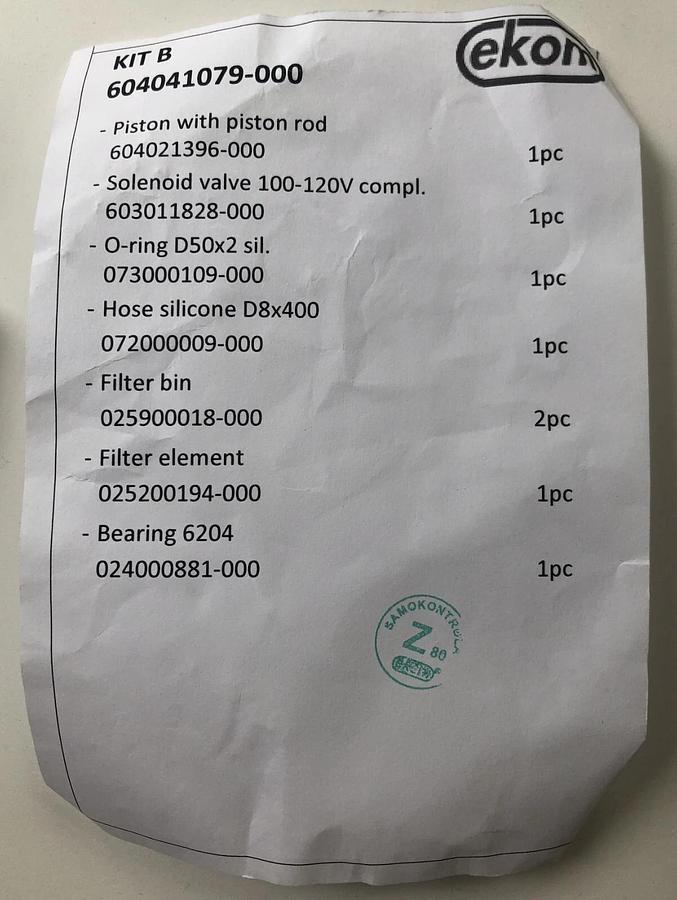 KIT B
ekom
604041079-000
- Piston with piston rod
604021396-000 1pc
- Solenoid valve 100-120V compl.
603011828-000 1pc
- O-ring D50x2 sil.
073000109-000 1pc
- Hose silicone D8x400
072000009-000 1pc
- Filter bin
025900018-000 2pc
- Filter element
025200194-000 1pc
- Bearing 6204
024000881-000 1pc
SAMOKONTROLA
Z 80